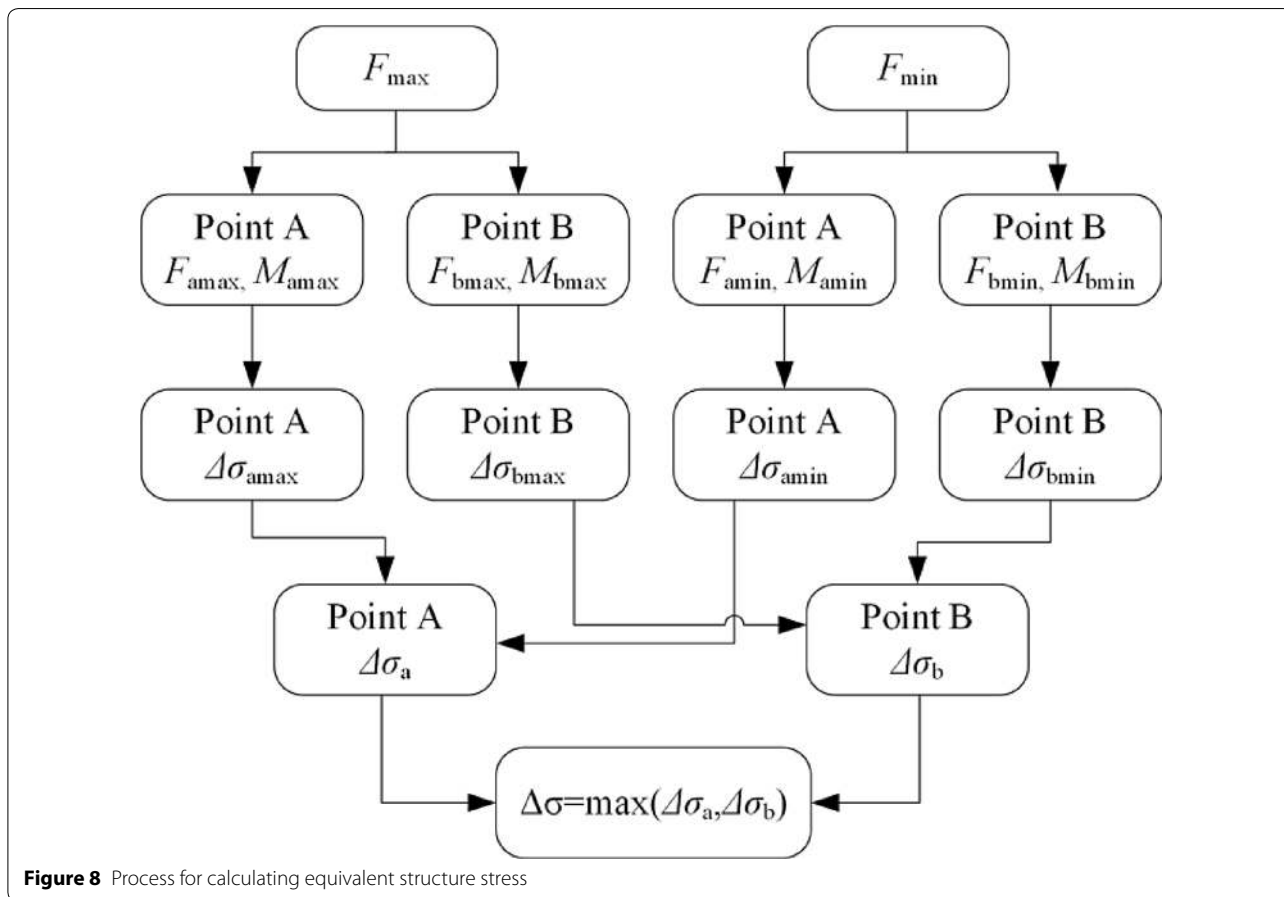 F_max
F_min
Point A
F_amax, M_amax
Point B
F_bmax, M_bmax
Point A
F_amin, M_amin
Point B
F_bmin, M_bmin
Point A
Δσ_amax
Point B
Δσ_bmax
Point A
Δσ_amin
Point B
Δσ_bmin
Point A
Δσ_a
Point B
Δσ_b
Δσ=max(Δσ_a,Δσ_b)
Figure 8 Process for calculating equivalent structure stress